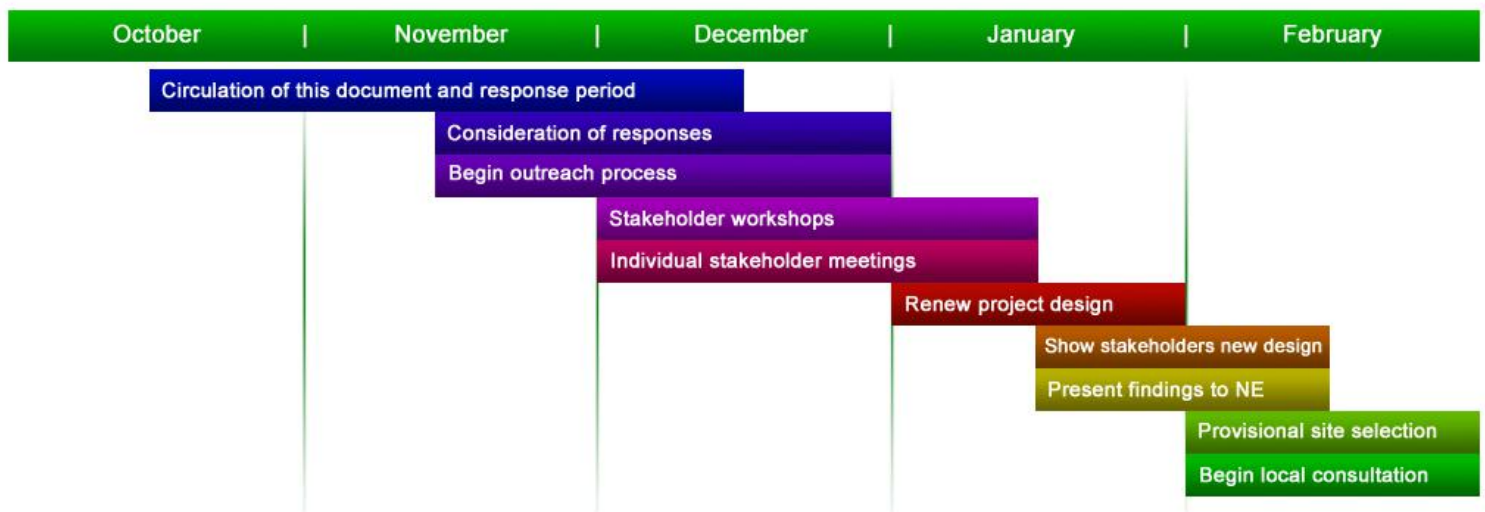 October | November | December | January | February
Circulation of this document and response period
Consideration of responses
Begin outreach process
Stakeholder workshops
Individual stakeholder meetings
Renew project design
Show stakeholders new design
Present findings to NE
Provisional site selection
Begin local consultation